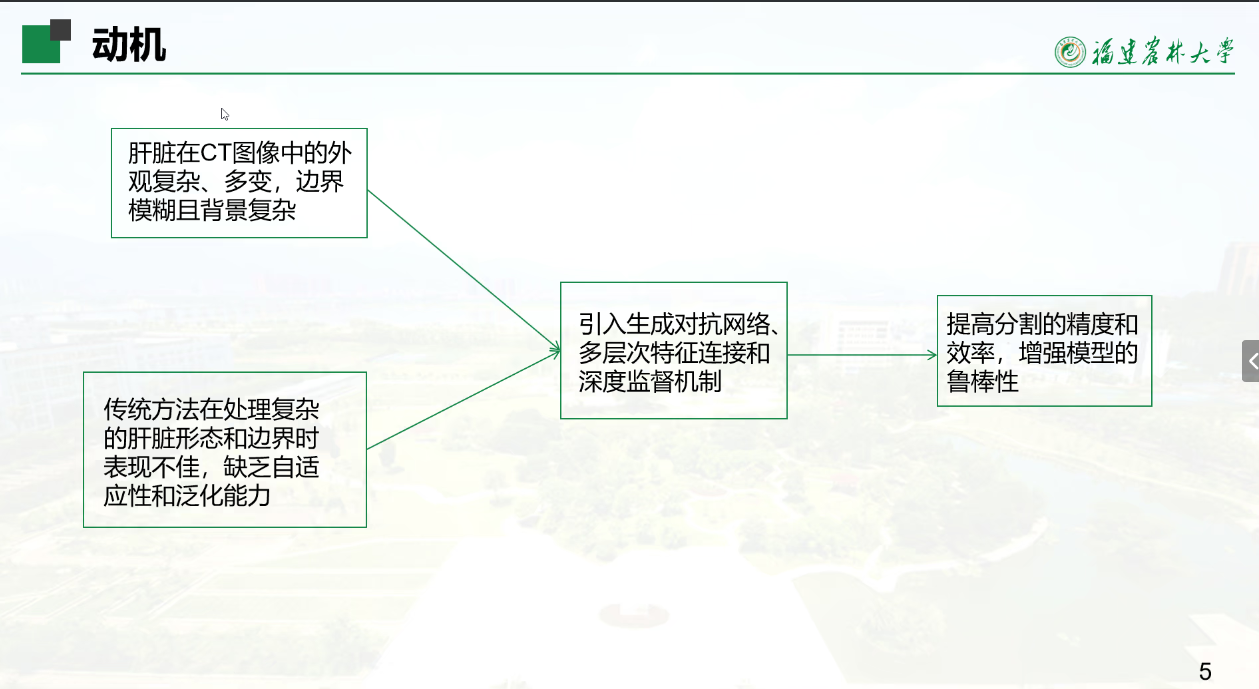 动机
福建农林大学
肝脏在CT图像中的外
观复杂、多变，边界
模糊且背景复杂
传统方法在处理复杂
的肝脏形态和边界时
表现不佳，缺乏自适
应性和泛化能力
引入生成对抗网络、
多层次特征连接和
深度监督机制
提高分割的精度和
效率，增强模型的
鲁棒性
5